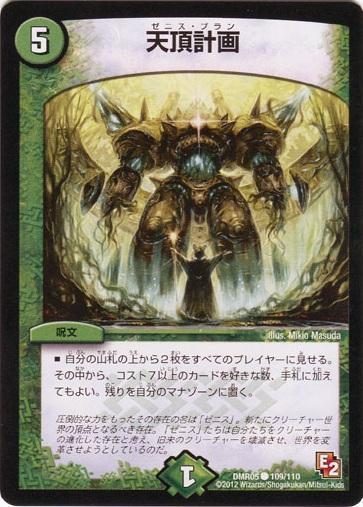 ゼニス・プラン
5
天頂計画
illus. Mikio Masuda
呪文
■ 自分の山札の上から2枚をすべてのプレイヤーに見せる。
その中から、コスト7以上のカードを好きな数、手札に加え
てもよい。残りを自分のマナゾーンに置く。
圧倒的な力をもったその存在の名は「ゼニス」。新たにクリーチャー世
界の頂点となるべき存在。「ゼニス」たちは自分たちをクリーチャー
の進化した存在と考え、旧来のクリーチャーを壊滅させ、世界を変
革させようとしているのだ。
1
E2
DMR05 109/110
©2012 Wizards/Shogakukan/Mitsui-Kids